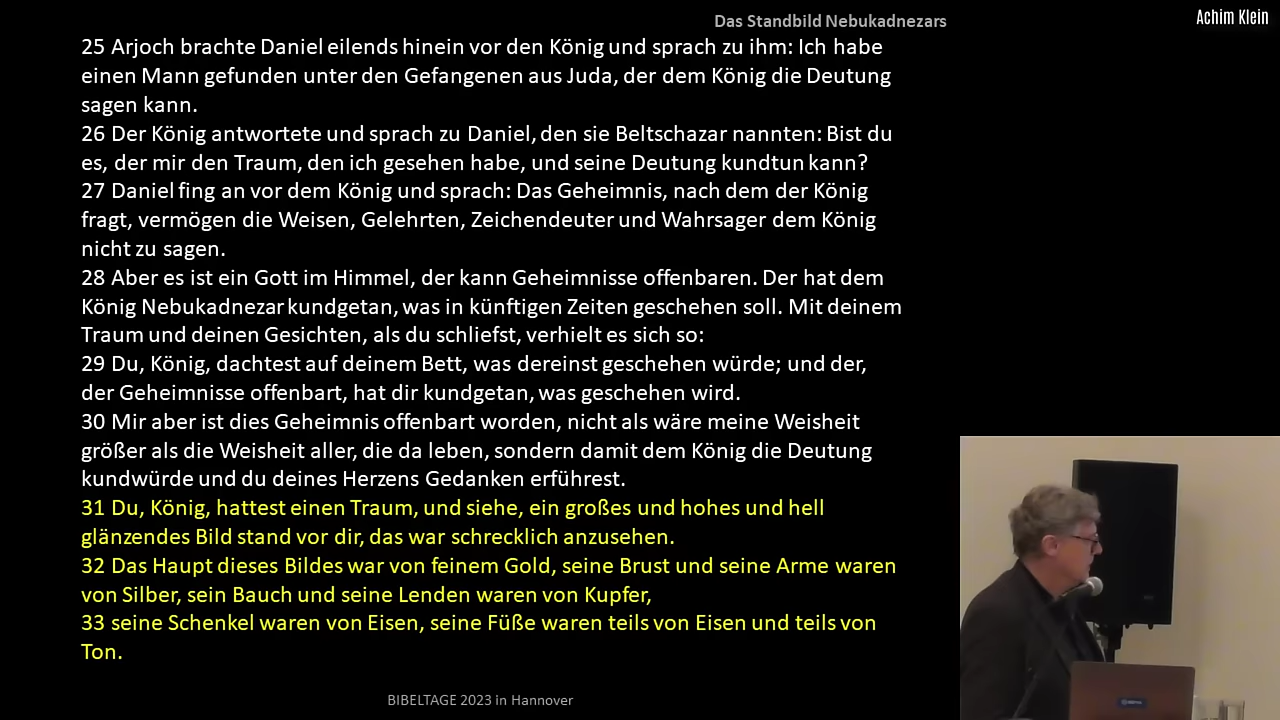 Das Standbild Nebukadnezars
Achim Klein
25 Arjoch brachte Daniel eilends hinein vor den König und sprach zu ihm: Ich habe
einen Mann gefunden unter den Gefangenen aus Juda, der dem König die Deutung
sagen kann.
26 Der König antwortete und sprach zu Daniel, den sie Beltschazar nannten: Bist du
es, der mir den Traum, den ich gesehen habe, und seine Deutung kundtun kann?
27 Daniel fing an vor dem König und sprach: Das Geheimnis, nach dem der König
fragt, vermögen die Weisen, Gelehrten, Zeichendeuter und Wahrsager dem König
nicht zu sagen.
28 Aber es ist ein Gott im Himmel, der kann Geheimnisse offenbaren. Der hat dem
König Nebukadnezar kundgetan, was in künftigen Zeiten geschehen soll. Mit deinem
Traum und deinen Gesichten, als du schliefst, verhielt es sich so:
29 Du, König, dachtest auf deinem Bett, was dereinst geschehen würde; und der,
der Geheimnisse offenbart, hat dir kundgetan, was geschehen wird.
30 Mir aber ist dies Geheimnis offenbart worden, nicht als wäre meine Weisheit
größer als die Weisheit aller, die da leben, sondern damit dem König die Deutung
kundwürde und du deines Herzens Gedanken erführest.
31 Du, König, hattest einen Traum, und siehe, ein großes und hohes und hell
glänzendes Bild stand vor dir, das war schrecklich anzusehen.
32 Das Haupt dieses Bildes war von feinem Gold, seine Brust und seine Arme waren
von Silber, sein Bauch und seine Lenden waren von Kupfer,
33 seine Schenkel waren von Eisen, seine Füße waren teils von Eisen und teils von
Ton.
BIBELTAGE 2023 in Hannover